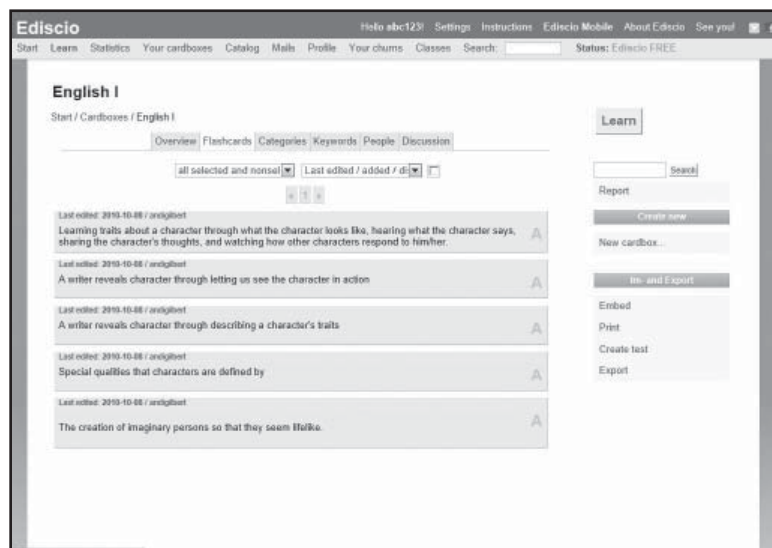 Ediscio
Hello abc123! Settings Instructions Ediscio Mobile About Ediscio See you!
Start Learn Statistics Your cardboxes Catalog Mails Profile Your chums Classes Search: Status: Ediscio FREE
English I
Start / Cardboxes / English I
Learn
Overview Flashcards Categories Keywords People Discussion
all selected and nonsel Last edited / added / di
Search
« 1 »
Report
Last edited: 2010-10-08 / andigilbert
Learning traits about a character through what the character looks like, hearing what the character says,
sharing the character's thoughts, and watching how other characters respond to him/her.
A
Create new
New cardbox...
Last edited: 2010-10-08 / andigilbert
A writer reveals character through letting us see the character in action
A
Im- and Export
Last edited: 2010-10-08 / andigilbert
A writer reveals character through describing a character's traits
A
Embed
Print
Create test
Export
Last edited: 2010-10-08 / andigilbert
Special qualities that characters are defined by
A
Last edited: 2010-10-08 / andigilbert
The creation of imaginary persons so that they seem lifelike.
A